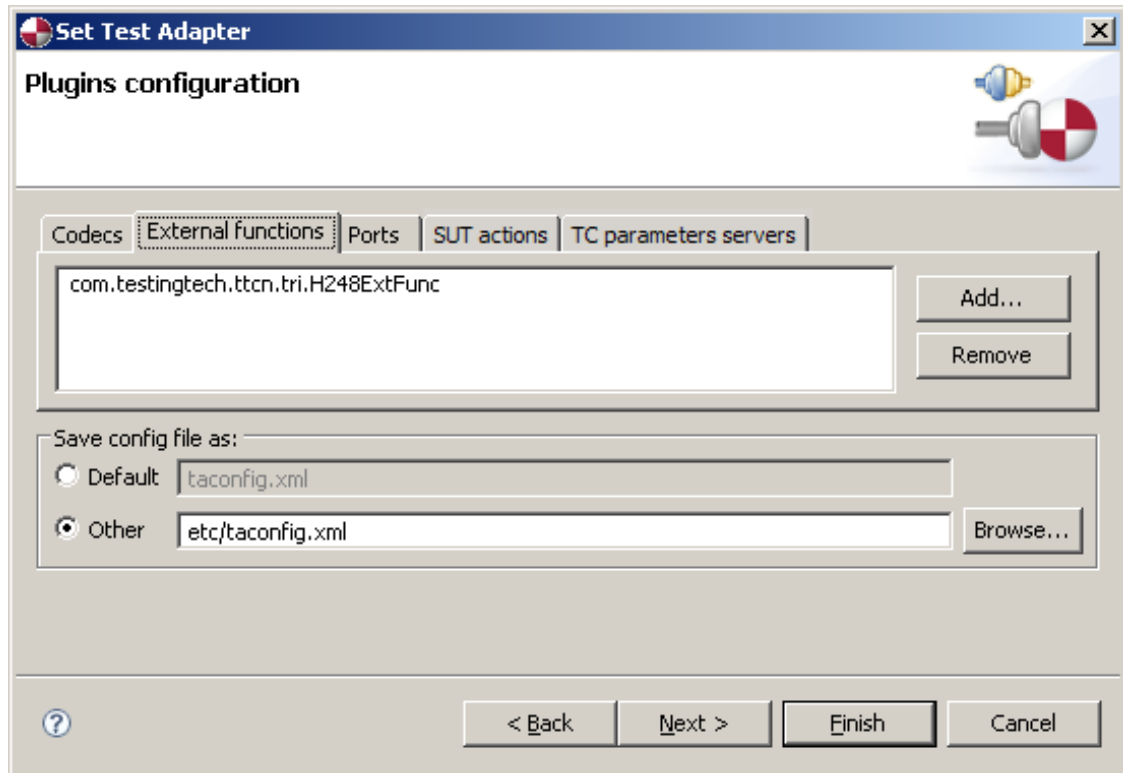 Set Test Adapter
Plugins configuration
Codecs External functions Ports SUT actions TC parameters servers
com.testingtech.ttcn.tri.H248ExtFunc
Add...
Remove
Save config file as:
Default taconfig.xml
Other etc/taconfig.xml Browse...
? < Back Next > Finish Cancel